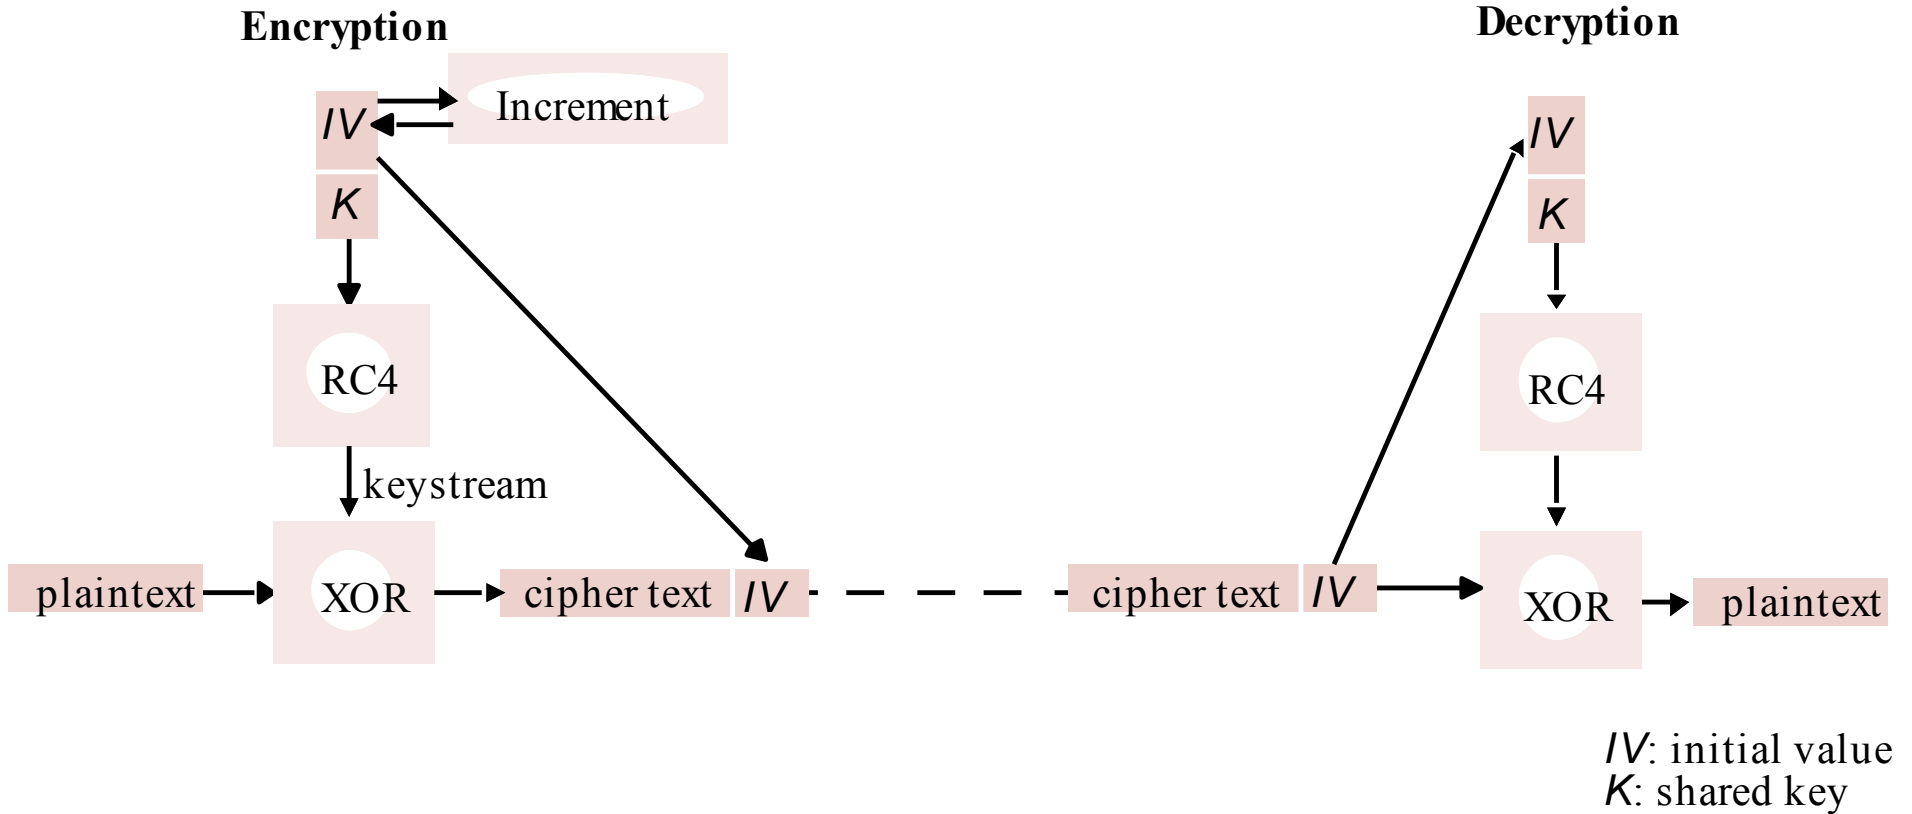 Encryption
Decryption
IV
Increment
IV
K
K
RC4
RC4
keystream
plaintext
XOR
cipher text
IV
cipher text
IV
XOR
plaintext
IV: initial value
K: shared key